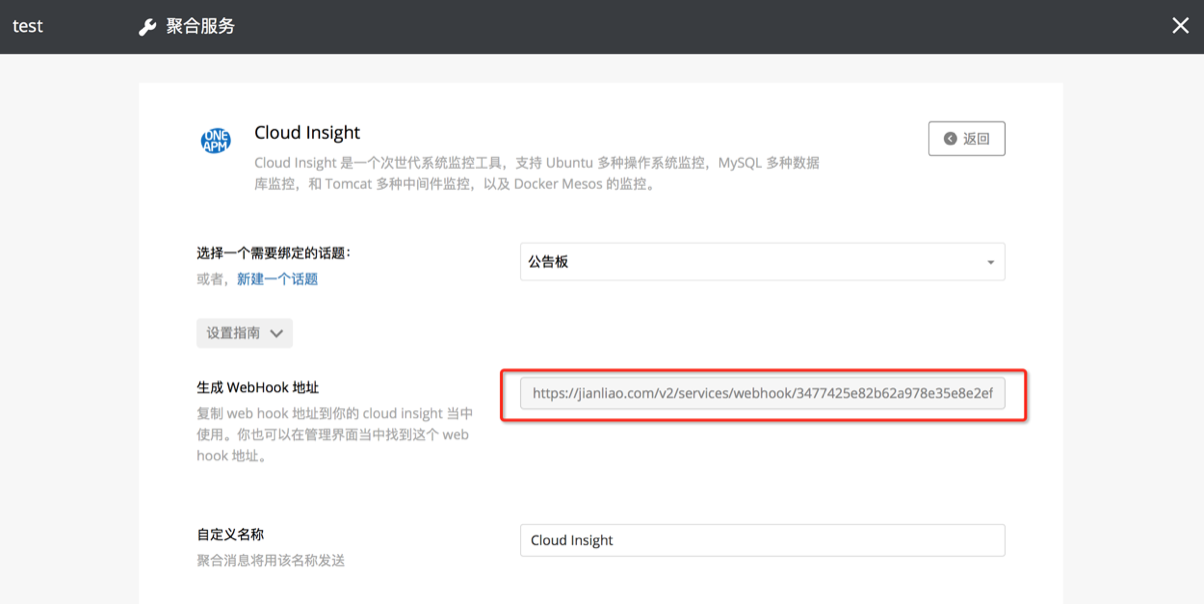 test
聚合服务
ONE
APM
Cloud Insight
返回
Cloud Insight 是一个次世代系统监控工具，支持 Ubuntu 多种操作系统监控，MySQL 多种数据
库监控，和 Tomcat 多种中间件监控，以及 Docker Mesos 的监控。
选择一个需要绑定的话题：
公告板
或者，新建一个话题
设置指南
生成 WebHook 地址
https://jianliao.com/v2/services/webhook/3477425e82b62a978e35e8e2ef
复制 web hook 地址到你的 cloud insight 当中
使用。你也可以在管理界面当中找到这个 web
hook 地址。
自定义名称
Cloud Insight
聚合消息将用该名称发送